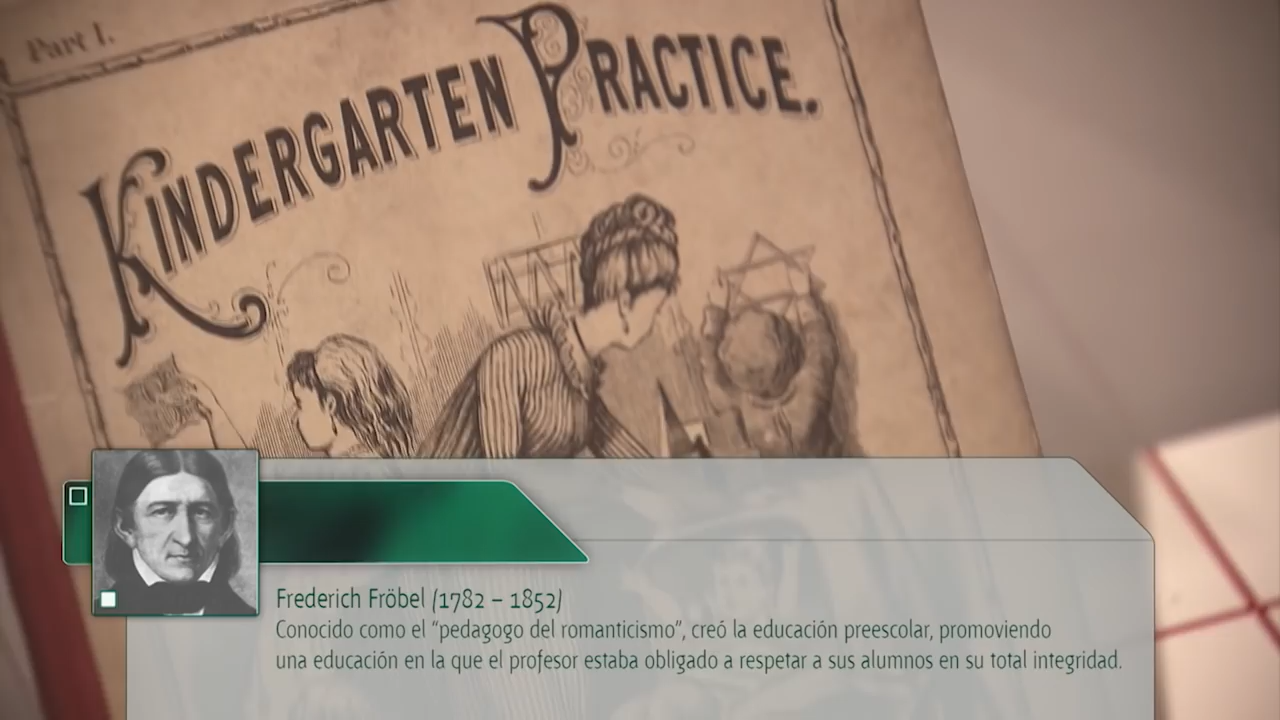 Part 1.
KINDERGARTEN PRACTICE.
Frederich Fröbel (1782 – 1852)
Conocido como el “pedagogo del romanticismo”, creó la educación preescolar, promoviendo
una educación en la que el profesor estaba obligado a respetar a sus alumnos en su total integridad.